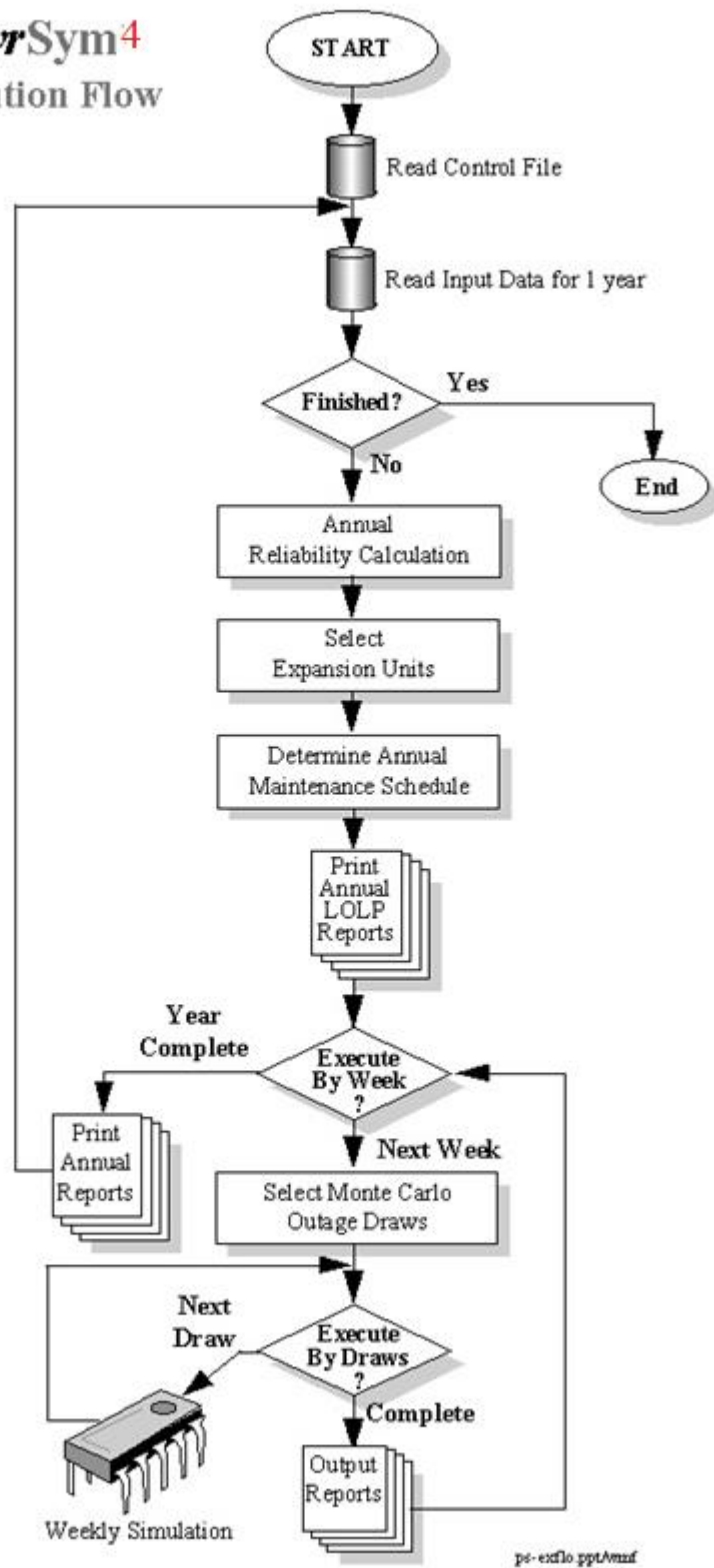 wrSym4
ution Flow
START
Read Control File
Read Input Data for 1 year
Finished?
Yes
No
End
Annual
Reliability Calculation
Select
Expansion Units
Determine Annual
Maintenance Schedule
Print
Annual
LOLP
Reports
Year
Complete
Execute
By Week
?
Print
Annual
Reports
Next Week
Select Monte Carlo
Outage Draws
Next
Draw
Execute
By Draws
?
Complete
Output
Reports
Weekly Simulation
ps-exflo.ppt/wmf